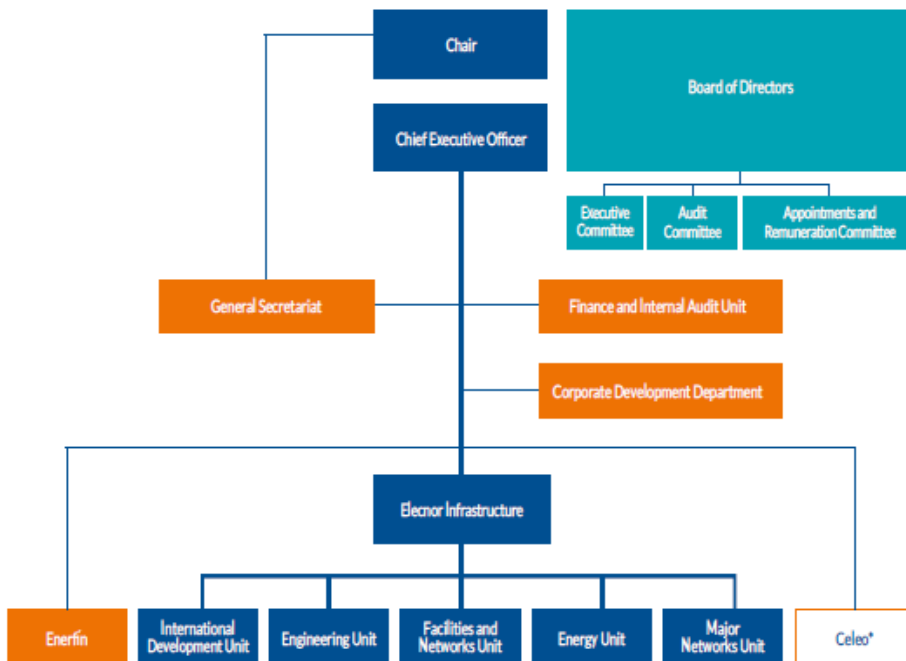 Chair
Board of Directors
Chief Executive Officer
Executive
Committee
Audit
Committee
Appointments and
Remuneration Committee
General Secretariat
Finance and Internal Audit Unit
Corporate Development Department
Elecnor Infrastructure
Enerfín
International
Development Unit
Engineering Unit
Facilities and
Networks Unit
Energy Unit
Major
Networks Unit
Celeo*